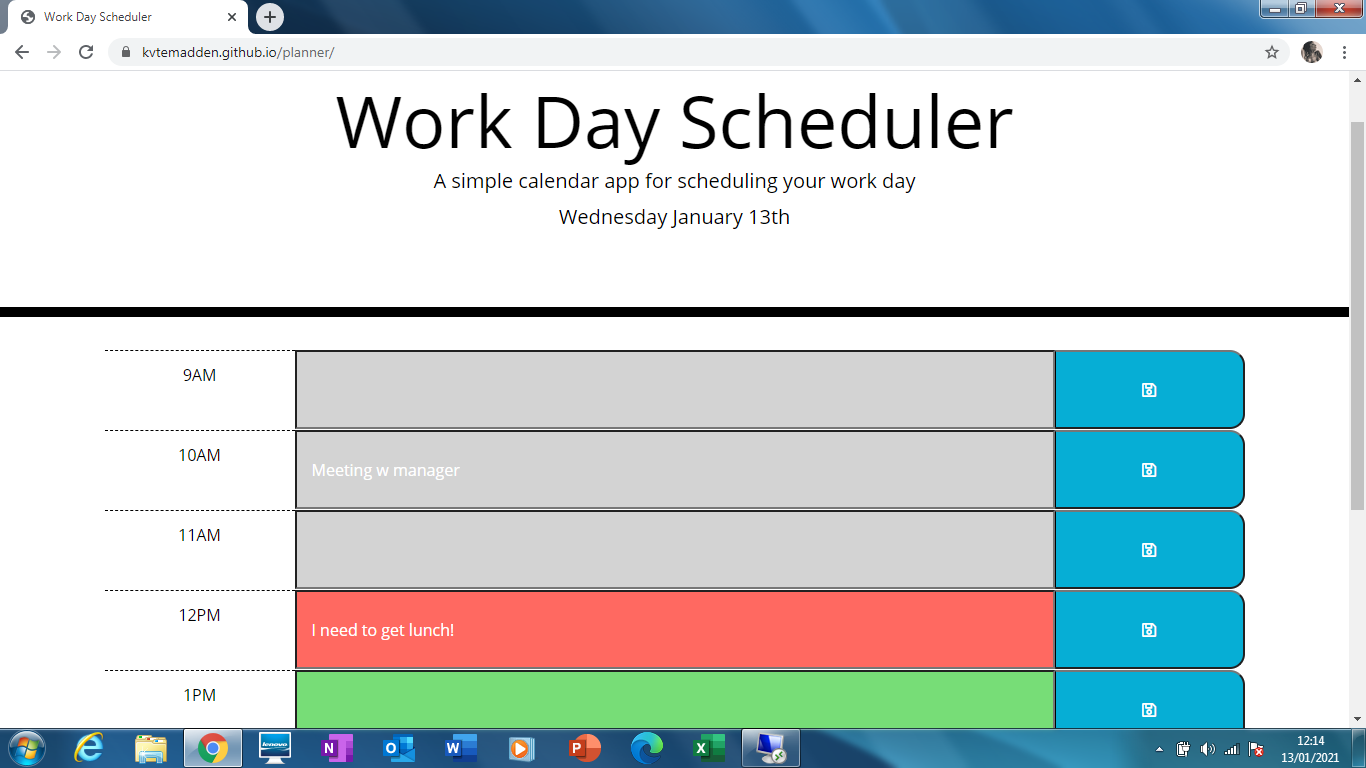 Work Day Scheduler
kvtemadden.github.io/planner/
Work Day Scheduler
A simple calendar app for scheduling your work day
Wednesday January 13th
9AM
10AM
Meeting w manager
11AM
12PM
I need to get lunch!
1PM
lenovo
N
O
W
P
X
12:14
13/01/2021